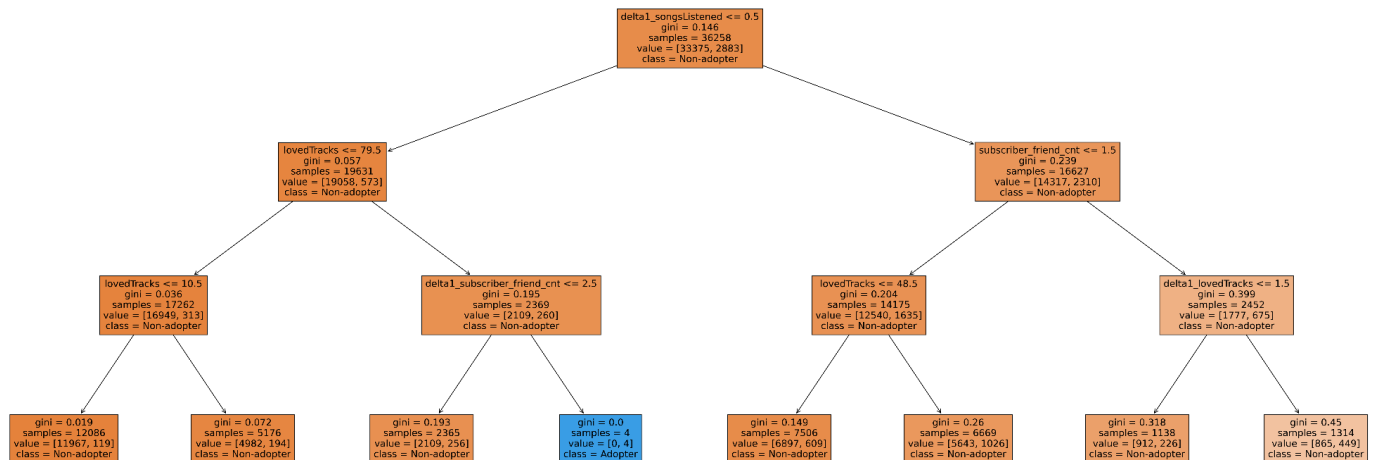 delta1_songsListened <= 0.5
gini = 0.146
samples = 36258
value = [33375, 2883]
class = Non-adopter
lovedTracks <= 79.5
gini = 0.057
samples = 19631
value = [19058, 573]
class = Non-adopter
subscriber_friend_cnt <= 1.5
gini = 0.239
samples = 16627
value = [14317, 2310]
class = Non-adopter
lovedTracks <= 10.5
gini = 0.036
samples = 17262
value = [16949, 313]
class = Non-adopter
delta1_subscriber_friend_cnt <= 2.5
gini = 0.195
samples = 2369
value = [2109, 260]
class = Non-adopter
lovedTracks <= 48.5
gini = 0.204
samples = 14175
value = [12540, 1635]
class = Non-adopter
delta1_lovedTracks <= 1.5
gini = 0.399
samples = 2452
value = [1777, 675]
class = Non-adopter
gini = 0.019
samples = 12086
value = [11967, 119]
class = Non-adopter
gini = 0.072
samples = 5176
value = [4982, 194]
class = Non-adopter
gini = 0.193
samples = 2365
value = [2109, 256]
class = Non-adopter
gini = 0.0
samples = 4
value = [0, 4]
class = Adopter
gini = 0.149
samples = 7506
value = [6897, 609]
class = Non-adopter
gini = 0.26
samples = 6669
value = [5643, 1026]
class = Non-adopter
gini = 0.318
samples = 1138
value = [912, 226]
class = Non-adopter
gini = 0.45
samples = 1314
value = [865, 449]
class = Non-adopter